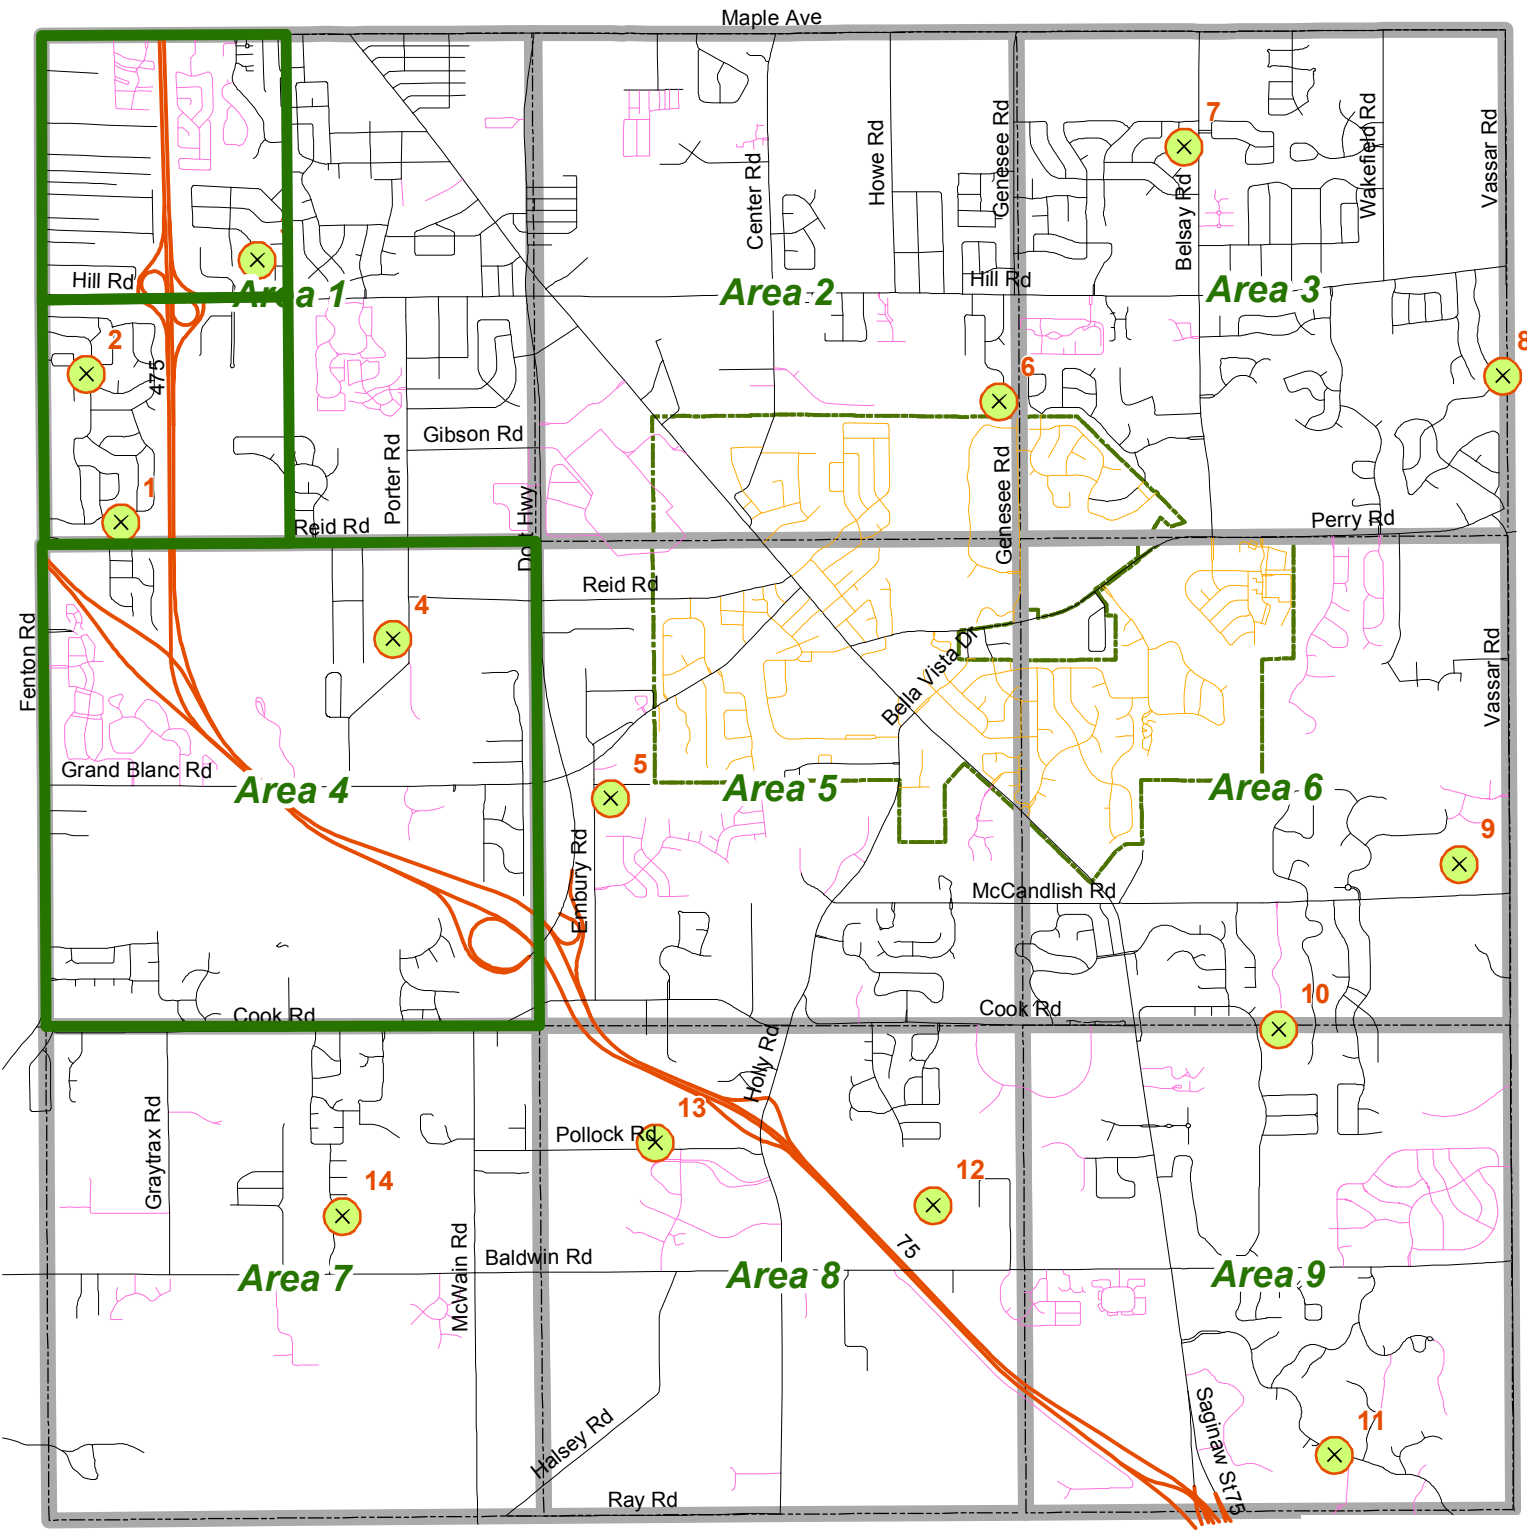 Maple Ave
Genesee Rd
Wakefield Rd
Vassar Rd
7
Howe Rd
Center Rd
Belsay Rd
Hill Rd
Area 1
Area 2
Hill Rd
Area 3
2
475
6
8
Gibson Rd
Porter Rd
1
Genesee Rd
Dort Hwy
Reid Rd
Perry Rd
Reid Rd
4
Fenton Rd
Bella Vista Dr
Vassar Rd
Grand Blanc Rd
Area 4
5
Area 5
Area 6
9
Embury Rd
McCandlish Rd
10
Cook Rd
Cook Rd
Holly Rd
13
Graytrax Rd
Pollock Rd
14
12
75
McWain Rd
Baldwin Rd
Area 7
Area 8
Area 9
Saginaw St
11
Halsey Rd
75
Ray Rd